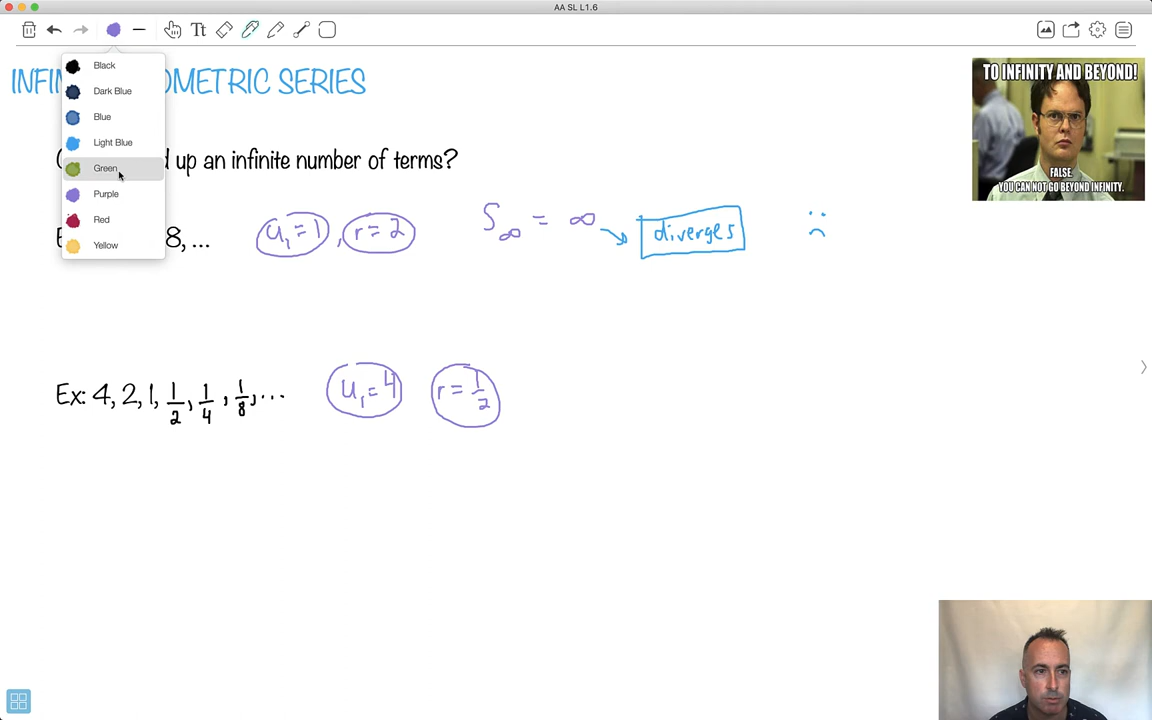 AA SL L1.6
Tt
Black
Dark Blue
Blue
Light Blue
Green
Purple
Red
Yellow
INFI OMETRIC SERIES
TO INFINITY AND BEYOND!
FALSE.
YOU CAN NOT GO BEYOND INFINITY.
( d up an infinite number of terms?
8, ... u₁ = 1 , r = 2 S∞ = ∞ diverges :(
Ex: 4, 2, 1, 1/2, 1/4, 1/8, ... u₁ = 4 r = 1/2